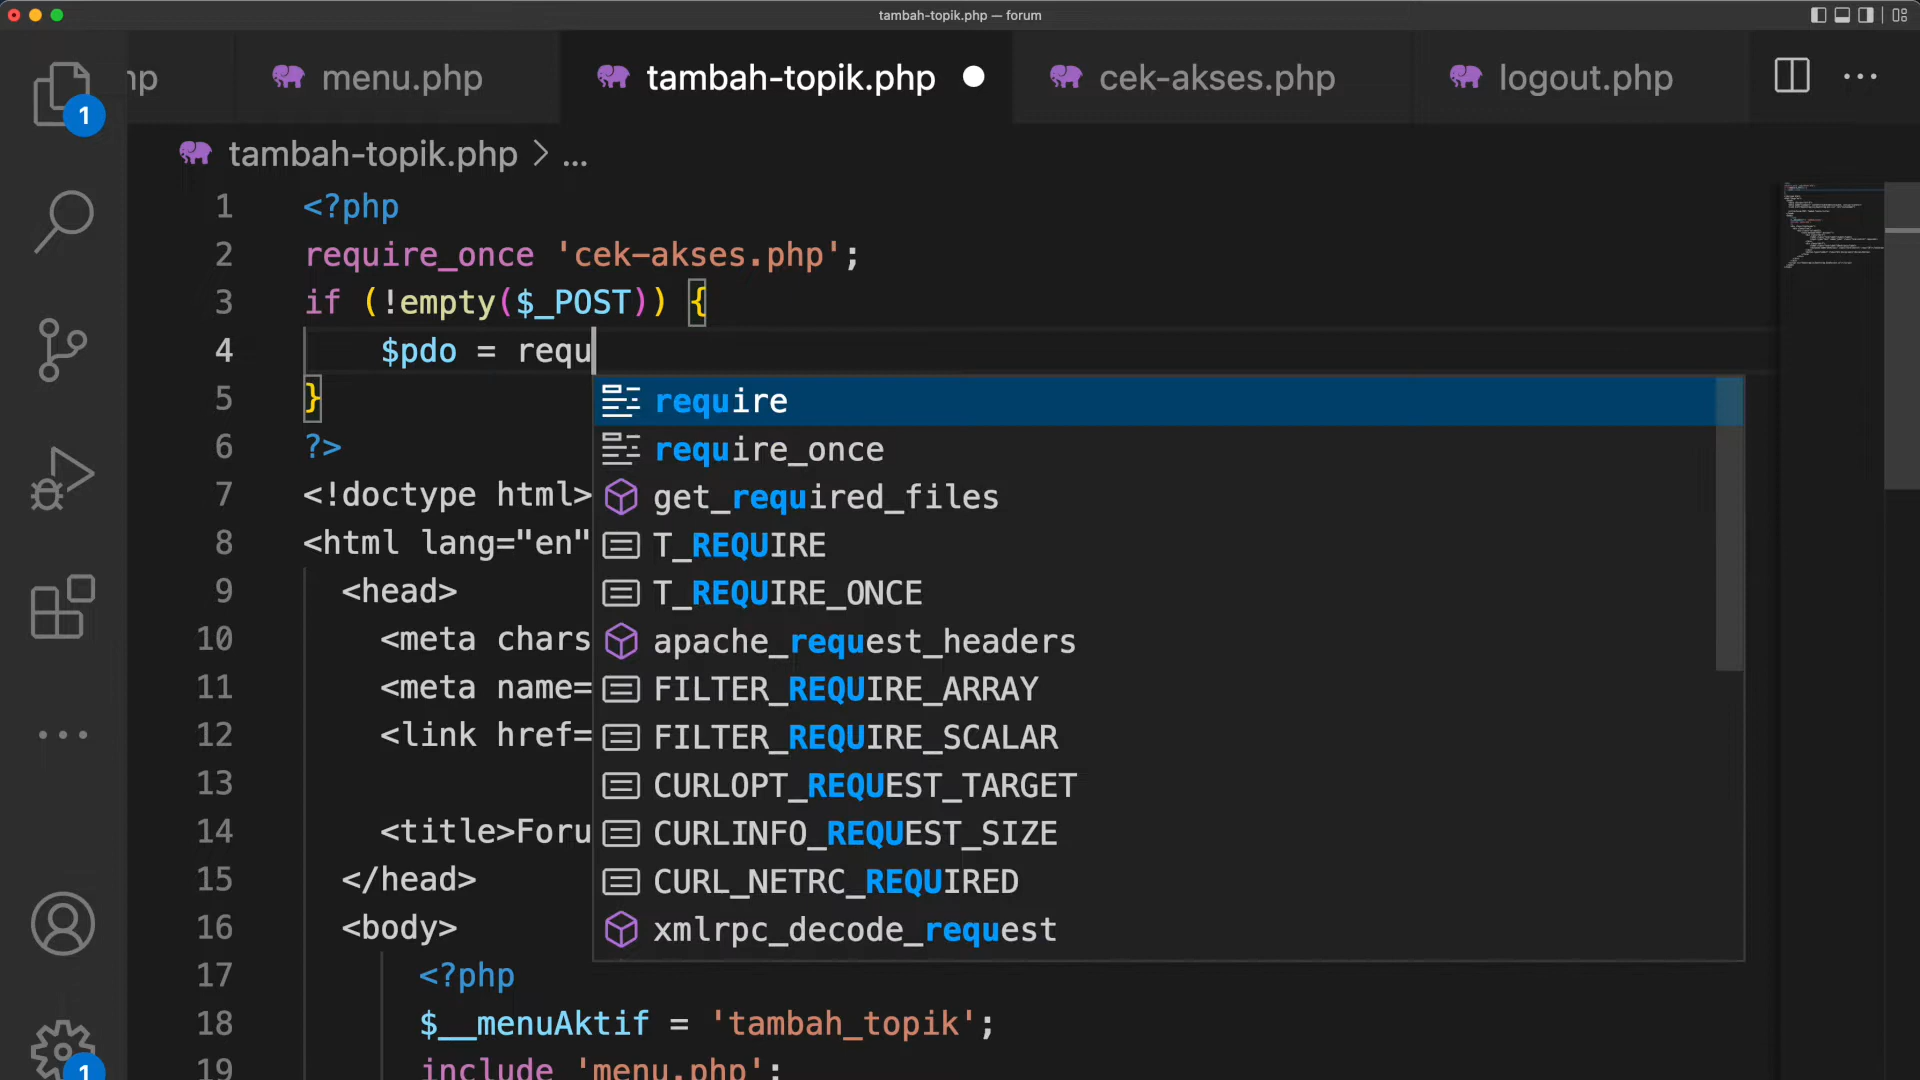 tambah-topik.php — forum
hp
menu.php
tambah-topik.php
cek-akses.php
logout.php
1
tambah-topik.php > ...
1 <?php
2 require_once 'cek-akses.php';
3 if (!empty($_POST)) {
4 $pdo = requ
5 }
6 ?>
7 <!doctype html>
8 <html lang="en"
9 <head>
10 <meta chars
11 <meta name=
12 <link href=
13
14 <title>Foru
15 </head>
16 <body>
17 <?php
18 $__menuAktif = 'tambah_topik';
19 include 'menu.php';
require
require_once
get_required_files
T_REQUIRE
T_REQUIRE_ONCE
apache_request_headers
FILTER_REQUIRE_ARRAY
FILTER_REQUIRE_SCALAR
CURLOPT_REQUEST_TARGET
CURLINFO_REQUEST_SIZE
CURL_NETRC_REQUIRED
xmlrpc_decode_request
1